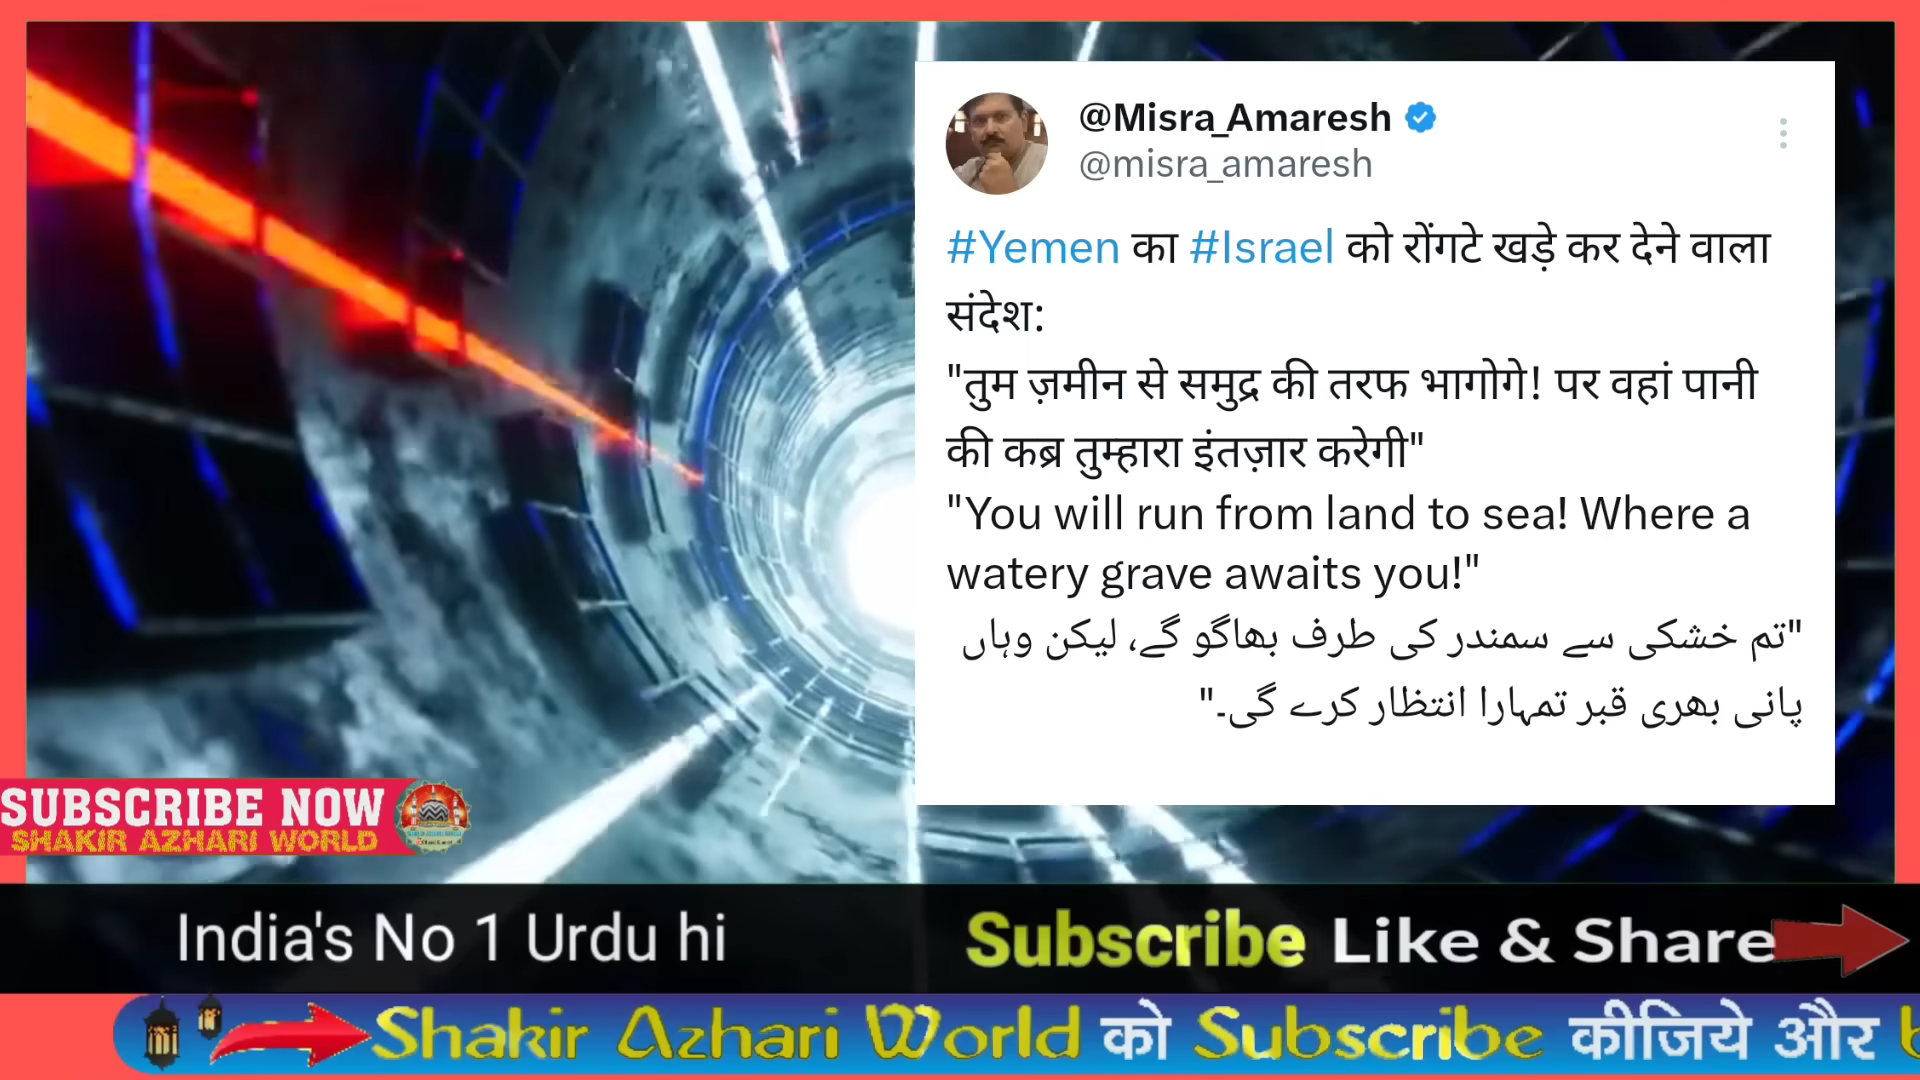 @Misra_Amaresh
@misra_amaresh
#Yemen का #Israel को रोंगटे खड़े कर देने वाला
संदेश:
"तुम ज़मीन से समुद्र की तरफ भागोगे! पर वहां पानी
की कब्र तुम्हारा इंतज़ार करेगी"
"You will run from land to sea! Where a
watery grave awaits you!"
"تم خشکی سے سمندر کی طرف بھاگو گے، لیکن وہاں
پانی بھری قبر تمہارا انتظار کرے گی۔"
SUBSCRIBE NOW
SHAKIR AZHARI WORLD
India's No 1 Urdu hi
Subscribe Like & Share
Shakir Azhari World को Subscribe कीजिये और